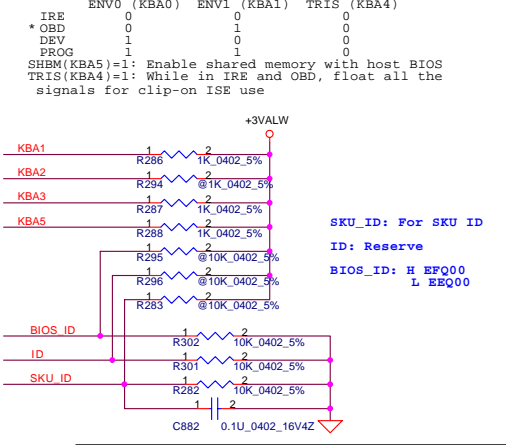 ENV0 (KBA0) ENV1 (KBA1) TRIS (KBA4)
IRE 0 0 0
* OBD 0 1 0
DEV 1 0 0
PROG 1 1 0
SHBM(KBA5)=1: Enable shared memory with host BIOS
TRIS(KBA4)=1: While in IRE and OBD, float all the
signals for clip-on ISE use
+3VALW
KBA1 1 2
R286 1K_0402_5%
KBA2 1 2
R294 @1K_0402_5%
KBA3 1 2
R287 1K_0402_5%
KBA5 1 2
R288 1K_0402_5%
1 2
R295 @10K_0402_5%
1 2
R296 @10K_0402_5%
1 2
R283 @10K_0402_5%
SKU_ID: For SKU ID
ID: Reserve
BIOS_ID: H EFQ00
L EEQ00
BIOS_ID 1 2
R302 10K_0402_5%
ID 1 2
R301 10K_0402_5%
SKU_ID 1 2
R282 10K_0402_5%
1 2
C882 0.1U_0402_16V4Z